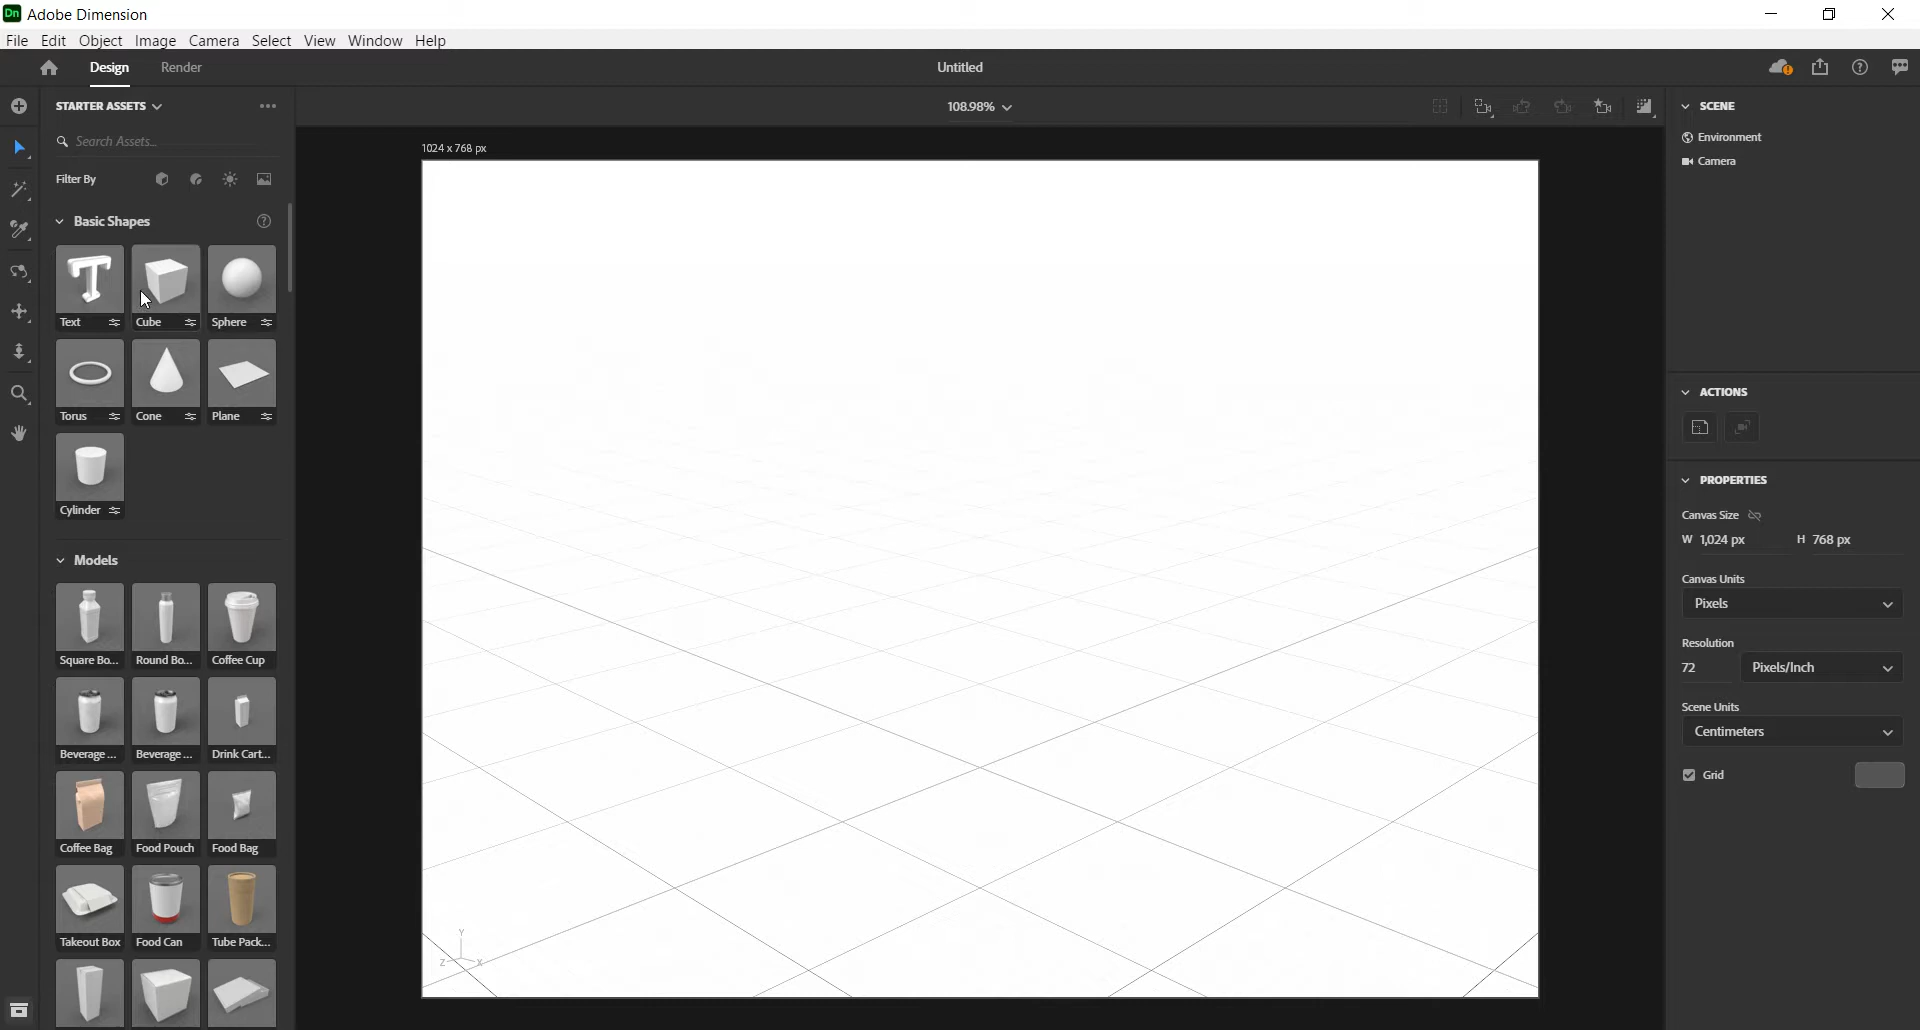 Dn Adobe Dimension
File Edit Object Image Camera Select View Window Help
Design Render Untitled
STARTER ASSETS
108.98%
Search Assets...
Filter By
Basic Shapes
Text Cube Sphere
Torus Cone Plane
Cylinder
Models
Square Bo... Round Bo... Coffee Cup
Beverage ... Beverage ... Drink Cart...
Coffee Bag Food Pouch Food Bag
Takeout Box Food Can Tube Pack...
1024 x 768 px
Y
Z X
SCENE
Environment
Camera
ACTIONS
PROPERTIES
Canvas Size
W 1,024 px H 768 px
Canvas Units
Pixels
Resolution
72 Pixels/Inch
Scene Units
Centimeters
Grid